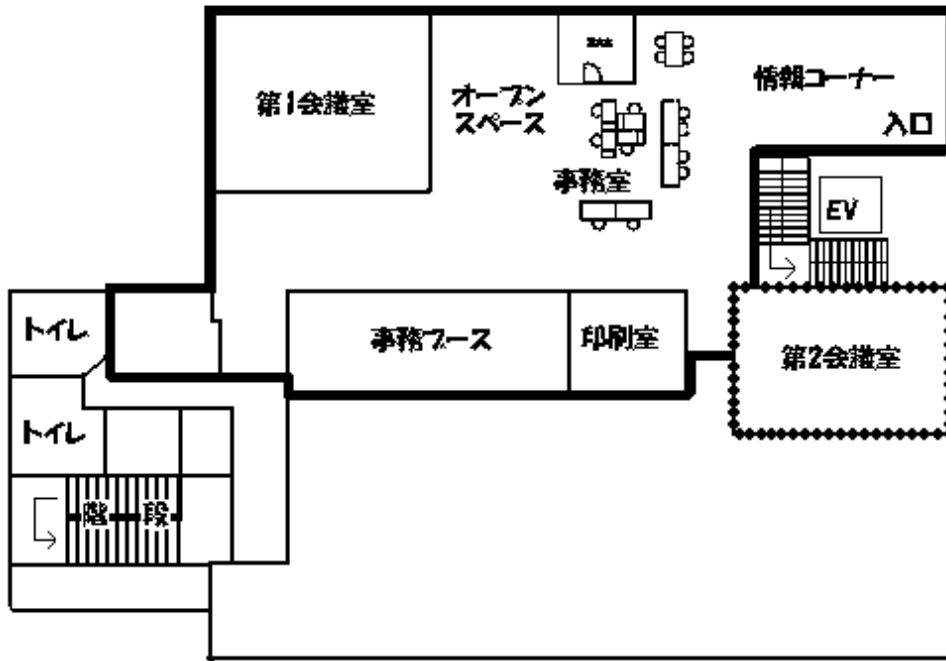 第1会議室
オープン
スペース
情報コーナー
入口
事務室
EV
トイレ
事務ブース
印刷室
第2会議室
トイレ
階段